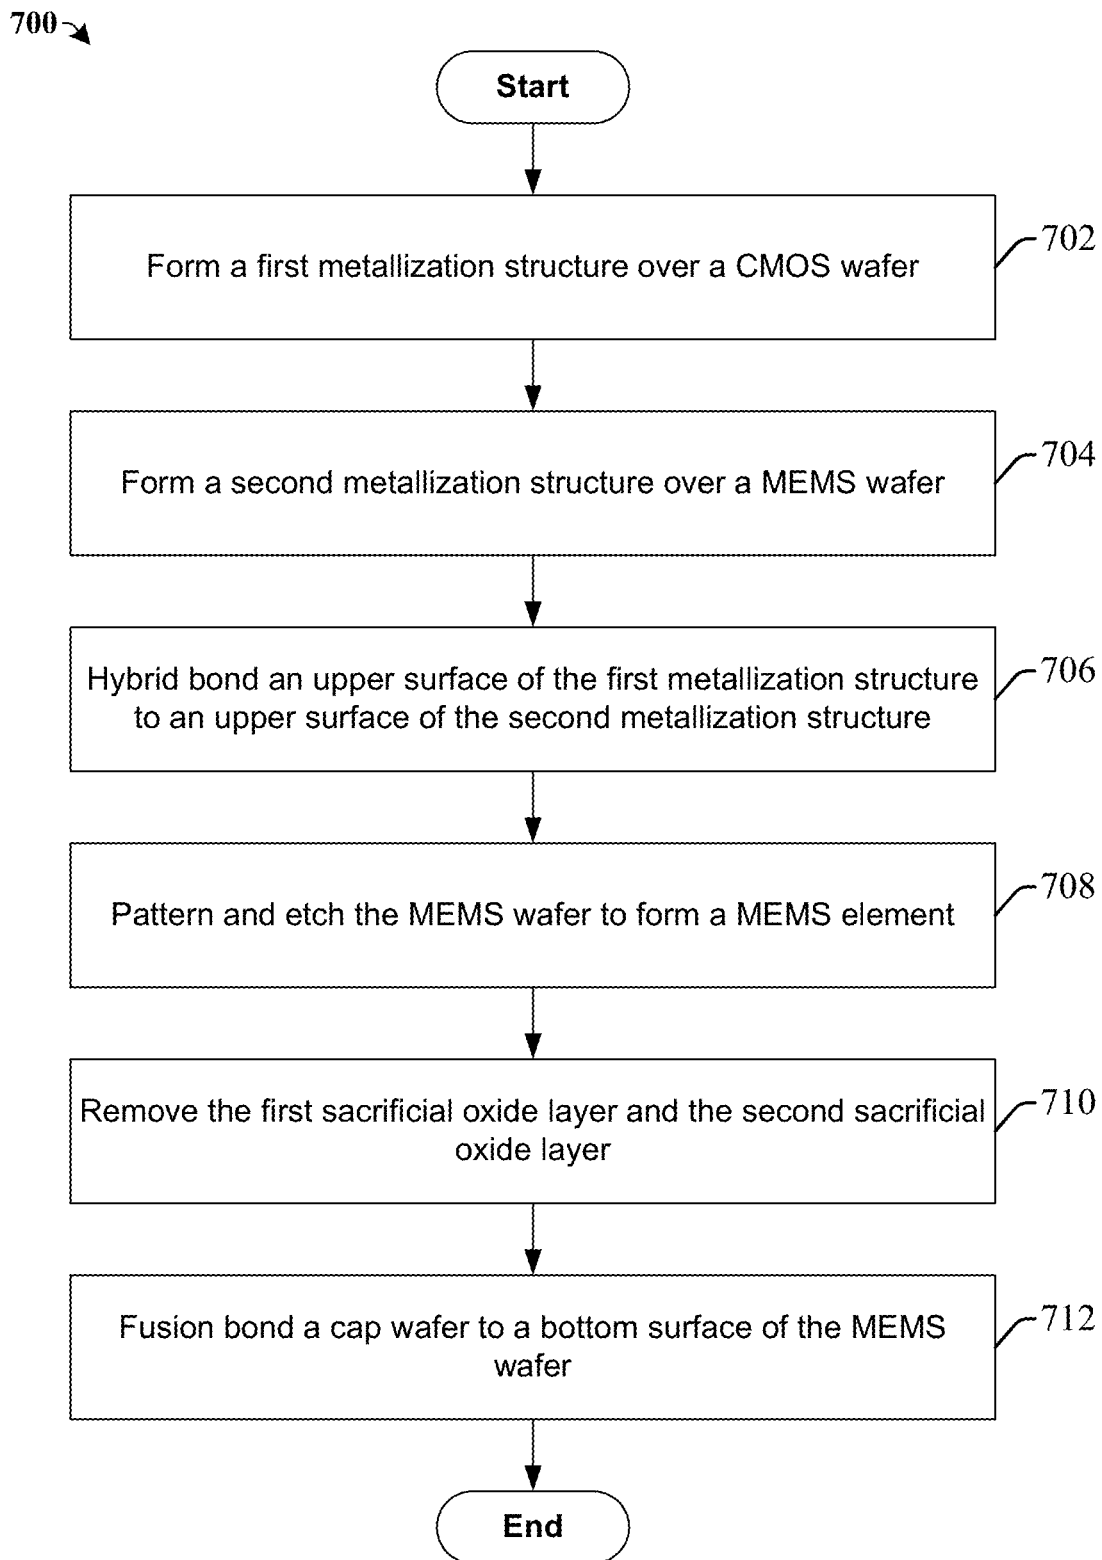 700
Start
Form a first metallization structure over a CMOS wafer
702
Form a second metallization structure over a MEMS wafer
704
Hybrid bond an upper surface of the first metallization structure
to an upper surface of the second metallization structure
706
Pattern and etch the MEMS wafer to form a MEMS element
708
Remove the first sacrificial oxide layer and the second sacrificial
oxide layer
710
Fusion bond a cap wafer to a bottom surface of the MEMS
wafer
712
End